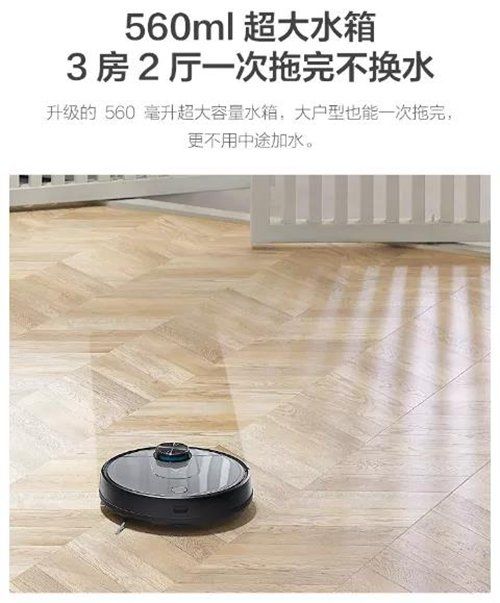 560ml 超大水箱
3 房 2 厅一次拖完不换水
升级的 560 毫升超大容量水箱，大户型也能一次拖完，
更不用中途加水。